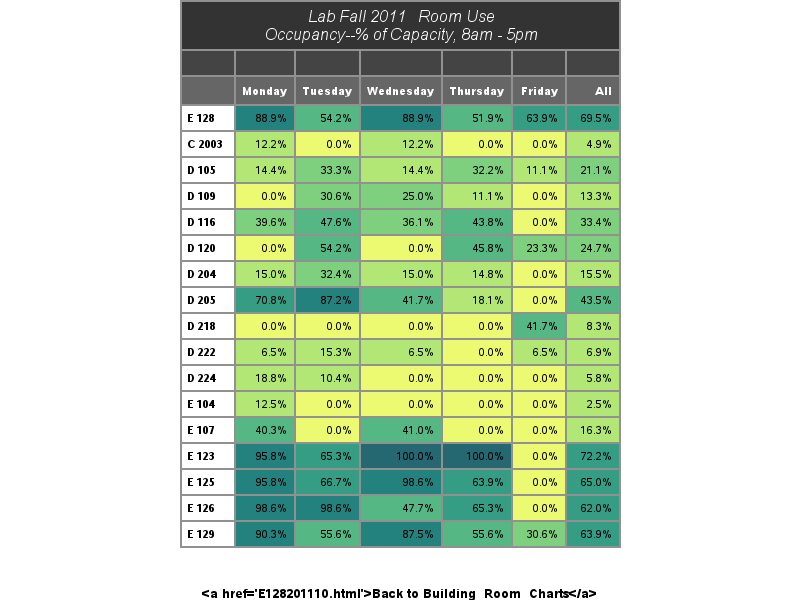 Lab Fall 2011 Room Use
Occupancy--% of Capacity, 8am - 5pm
Monday Tuesday Wednesday Thursday Friday All
E 128 88.9% 54.2% 88.9% 51.9% 63.9% 69.5%
C 2003 12.2% 0.0% 12.2% 0.0% 0.0% 4.9%
D 105 14.4% 33.3% 14.4% 32.2% 11.1% 21.1%
D 109 0.0% 30.6% 25.0% 11.1% 0.0% 13.3%
D 116 39.6% 47.6% 36.1% 43.8% 0.0% 33.4%
D 120 0.0% 54.2% 0.0% 45.8% 23.3% 24.7%
D 204 15.0% 32.4% 15.0% 14.8% 0.0% 15.5%
D 205 70.8% 87.2% 41.7% 18.1% 0.0% 43.5%
D 218 0.0% 0.0% 0.0% 0.0% 41.7% 8.3%
D 222 6.5% 15.3% 6.5% 0.0% 6.5% 6.9%
D 224 18.8% 10.4% 0.0% 0.0% 0.0% 5.8%
E 104 12.5% 0.0% 0.0% 0.0% 0.0% 2.5%
E 107 40.3% 0.0% 41.0% 0.0% 0.0% 16.3%
E 123 95.8% 65.3% 100.0% 100.0% 0.0% 72.2%
E 125 95.8% 66.7% 98.6% 63.9% 0.0% 65.0%
E 126 98.6% 98.6% 47.7% 65.3% 0.0% 62.0%
E 129 90.3% 55.6% 87.5% 55.6% 30.6% 63.9%
<a href='E128201110.html'>Back to Building_Room_Charts</a>